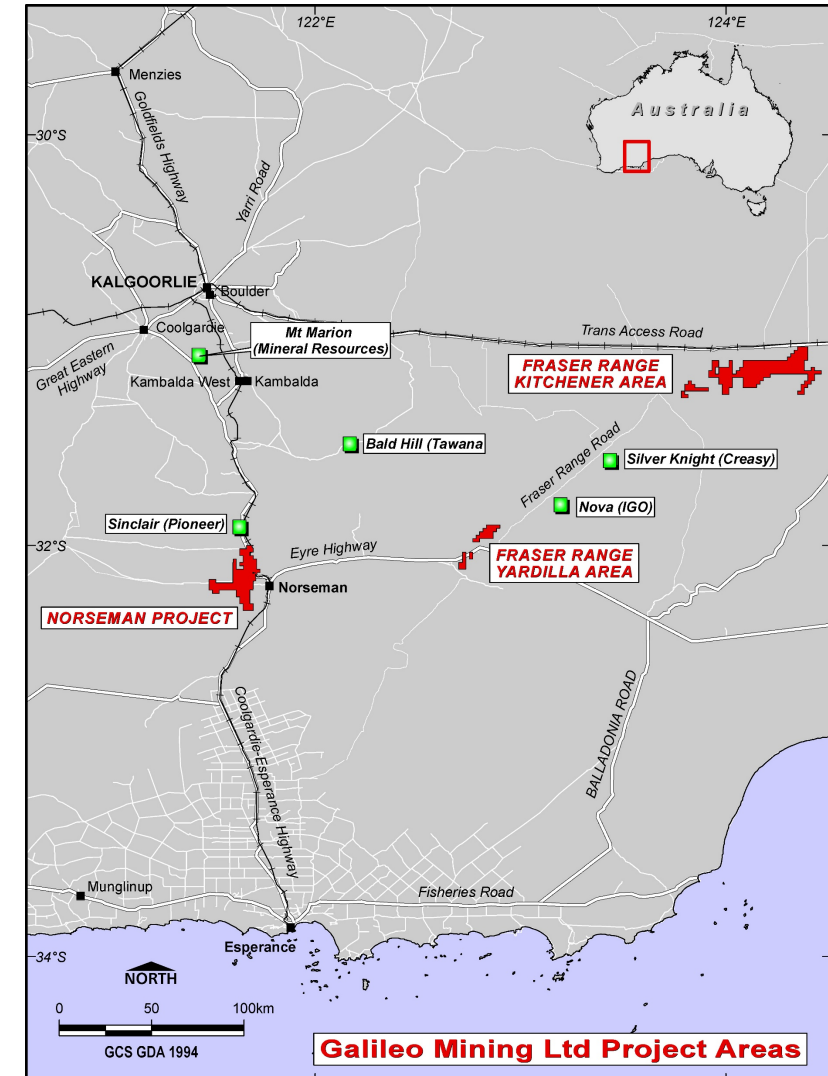 122°E
124°E
Menzies
Goldfields Highway
Australia
30°S
Yarri Road
KALGOORLIE
Boulder
Coolgardie
Mt Marion
(Mineral Resources)
Trans Access Road
Great Eastern
Highway
Kambalda West
Kambalda
FRASER RANGE
KITCHENER AREA
Bald Hill (Tawana
Fraser Range Road
Silver Knight (Creasy)
Nova (IGO)
Sinclair (Pioneer)
32°S
Eyre Highway
FRASER RANGE
YARDILLA AREA
Norseman
NORSEMAN PROJECT
Coolgardie-Esperance Highway
BALLADONIA ROAD
Munglinup
Fisheries Road
Esperance
34°S
NORTH
0 50 100km
GCS GDA 1994
Galileo Mining Ltd Project Areas